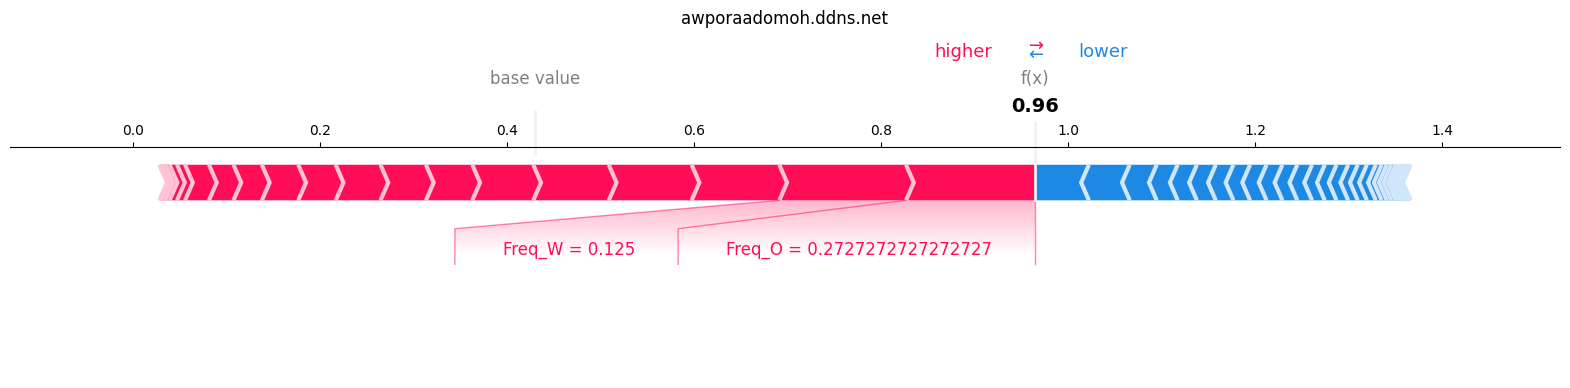 awporaadomoh.ddns.net
higher ⇄ lower
base value f(x)
0.96
0.0 0.2 0.4 0.6 0.8 1.0 1.2 1.4
Freq_W = 0.125 Freq_O = 0.2727272727272727